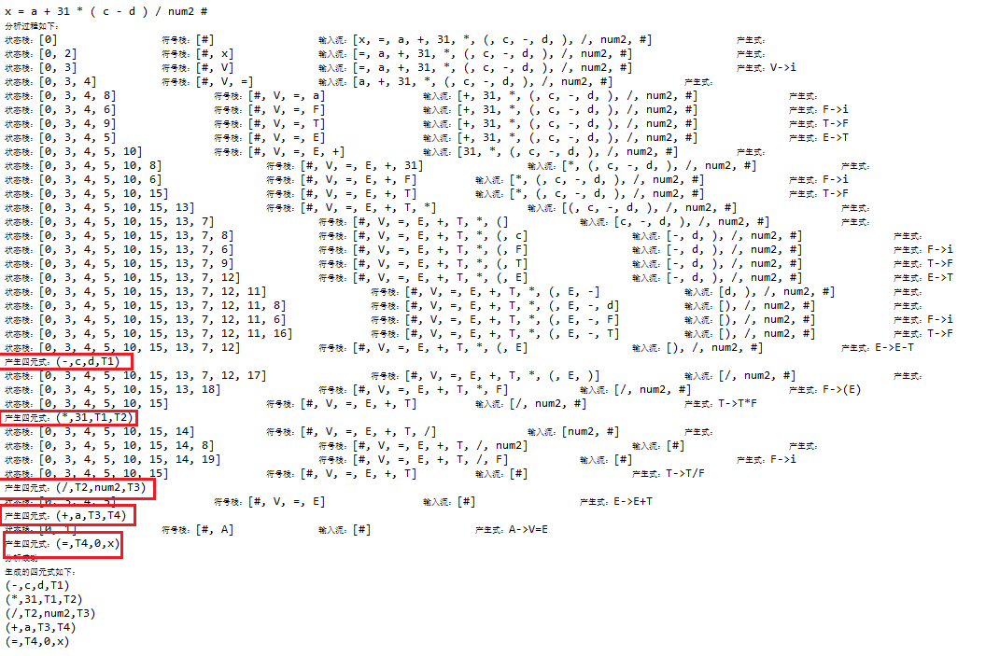 x = a + 31 * ( c - d ) / num2 #
分析过程如下:
状态栈: [0] 符号栈: [#] 输入流: [x, =, a, +, 31, *, (, c, -, d, ), /, num2, #] 产生式:
状态栈: [0, 2] 符号栈: [#, x] 输入流: [=, a, +, 31, *, (, c, -, d, ), /, num2, #] 产生式:
状态栈: [0, 3] 符号栈: [#, V] 输入流: [=, a, +, 31, *, (, c, -, d, ), /, num2, #] 产生式: V->i
状态栈: [0, 3, 4] 符号栈: [#, V, =] 输入流: [a, +, 31, *, (, c, -, d, ), /, num2, #] 产生式:
状态栈: [0, 3, 4, 8] 符号栈: [#, V, =, a] 输入流: [+, 31, *, (, c, -, d, ), /, num2, #] 产生式:
状态栈: [0, 3, 4, 6] 符号栈: [#, V, =, F] 输入流: [+, 31, *, (, c, -, d, ), /, num2, #] 产生式: F->i
状态栈: [0, 3, 4, 9] 符号栈: [#, V, =, T] 输入流: [+, 31, *, (, c, -, d, ), /, num2, #] 产生式: T->F
状态栈: [0, 3, 4, 5] 符号栈: [#, V, =, E] 输入流: [+, 31, *, (, c, -, d, ), /, num2, #] 产生式: E->T
状态栈: [0, 3, 4, 5, 10] 符号栈: [#, V, =, E, +] 输入流: [31, *, (, c, -, d, ), /, num2, #] 产生式:
状态栈: [0, 3, 4, 5, 10, 8] 符号栈: [#, V, =, E, +, 31] 输入流: [*, (, c, -, d, ), /, num2, #] 产生式:
状态栈: [0, 3, 4, 5, 10, 6] 符号栈: [#, V, =, E, +, F] 输入流: [*, (, c, -, d, ), /, num2, #] 产生式: F->i
状态栈: [0, 3, 4, 5, 10, 15] 符号栈: [#, V, =, E, +, T] 输入流: [*, (, c, -, d, ), /, num2, #] 产生式: T->F
状态栈: [0, 3, 4, 5, 10, 15, 13] 符号栈: [#, V, =, E, +, T, *] 输入流: [(, c, -, d, ), /, num2, #] 产生式:
状态栈: [0, 3, 4, 5, 10, 15, 13, 7] 符号栈: [#, V, =, E, +, T, *, (] 输入流: [c, -, d, ), /, num2, #] 产生式:
状态栈: [0, 3, 4, 5, 10, 15, 13, 7, 8] 符号栈: [#, V, =, E, +, T, *, (, c] 输入流: [-, d, ), /, num2, #] 产生式:
状态栈: [0, 3, 4, 5, 10, 15, 13, 7, 6] 符号栈: [#, V, =, E, +, T, *, (, F] 输入流: [-, d, ), /, num2, #] 产生式: F->i
状态栈: [0, 3, 4, 5, 10, 15, 13, 7, 9] 符号栈: [#, V, =, E, +, T, *, (, T] 输入流: [-, d, ), /, num2, #] 产生式: T->F
状态栈: [0, 3, 4, 5, 10, 15, 13, 7, 12] 符号栈: [#, V, =, E, +, T, *, (, E] 输入流: [-, d, ), /, num2, #] 产生式: E->T
状态栈: [0, 3, 4, 5, 10, 15, 13, 7, 12, 11] 符号栈: [#, V, =, E, +, T, *, (, E, -] 输入流: [d, ), /, num2, #] 产生式:
状态栈: [0, 3, 4, 5, 10, 15, 13, 7, 12, 11, 8] 符号栈: [#, V, =, E, +, T, *, (, E, -, d] 输入流: [), /, num2, #] 产生式:
状态栈: [0, 3, 4, 5, 10, 15, 13, 7, 12, 11, 6] 符号栈: [#, V, =, E, +, T, *, (, E, -, F] 输入流: [), /, num2, #] 产生式: F->i
状态栈: [0, 3, 4, 5, 10, 15, 13, 7, 12, 11, 16] 符号栈: [#, V, =, E, +, T, *, (, E, -, T] 输入流: [), /, num2, #] 产生式: T->F
状态栈: [0, 3, 4, 5, 10, 15, 13, 7, 12] 符号栈: [#, V, =, E, +, T, *, (, E] 输入流: [), /, num2, #] 产生式: E->E-T
产生四元式: (-,c,d,T1)
状态栈: [0, 3, 4, 5, 10, 15, 13, 7, 12, 17] 符号栈: [#, V, =, E, +, T, *, (, E, )] 输入流: [/, num2, #] 产生式:
状态栈: [0, 3, 4, 5, 10, 15, 13, 18] 符号栈: [#, V, =, E, +, T, *, F] 输入流: [/, num2, #] 产生式: F->(E)
状态栈: [0, 3, 4, 5, 10, 15] 符号栈: [#, V, =, E, +, T] 输入流: [/, num2, #] 产生式: T->T*F
产生四元式: (*,31,T1,T2)
状态栈: [0, 3, 4, 5, 10, 15, 14] 符号栈: [#, V, =, E, +, T, /] 输入流: [num2, #] 产生式:
状态栈: [0, 3, 4, 5, 10, 15, 14, 8] 符号栈: [#, V, =, E, +, T, /, num2] 输入流: [#] 产生式:
状态栈: [0, 3, 4, 5, 10, 15, 14, 19] 符号栈: [#, V, =, E, +, T, /, F] 输入流: [#] 产生式: F->i
状态栈: [0, 3, 4, 5, 10, 15] 符号栈: [#, V, =, E, +, T] 输入流: [#] 产生式: T->T/F
产生四元式: (/,T2,num2,T3)
状态栈: [0, 3, 4, 5] 符号栈: [#, V, =, E] 输入流: [#] 产生式: E->E+T
产生四元式: (+,a,T3,T4)
状态栈: [0, 1] 符号栈: [#, A] 输入流: [#] 产生式: A->V=E
产生四元式: (=,T4,0,x)
分析成功
生成的四元式如下:
(-,c,d,T1)
(*,31,T1,T2)
(/,T2,num2,T3)
(+,a,T3,T4)
(=,T4,0,x)